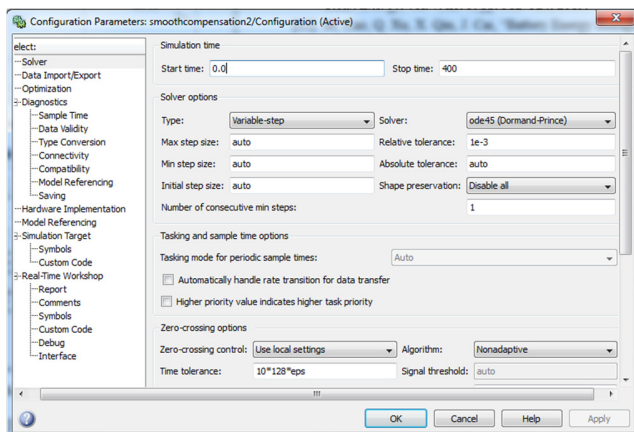 Configuration Parameters: smoothcompensation2/Configuration (Active)
elect:
Solver
Data Import/Export
Optimization
Diagnostics
Sample Time
Data Validity
Type Conversion
Connectivity
Compatibility
Model Referencing
Saving
Hardware Implementation
Model Referencing
Simulation Target
Symbols
Custom Code
Real-Time Workshop
Report
Comments
Symbols
Custom Code
Debug
Interface
Simulation time
Start time: 0.0 Stop time: 400
Solver options
Type: Variable-step Solver: ode45 (Dormand-Prince)
Max step size: auto Relative tolerance: 1e-3
Min step size: auto Absolute tolerance: auto
Initial step size: auto Shape preservation: Disable all
Number of consecutive min steps: 1
Tasking and sample time options
Tasking mode for periodic sample times: Auto
Automatically handle rate transition for data transfer
Higher priority value indicates higher task priority
Zero-crossing options
Zero-crossing control: Use local settings Algorithm: Nonadaptive
Time tolerance: 10*128*eps Signal threshold: auto
OK Cancel Help Apply